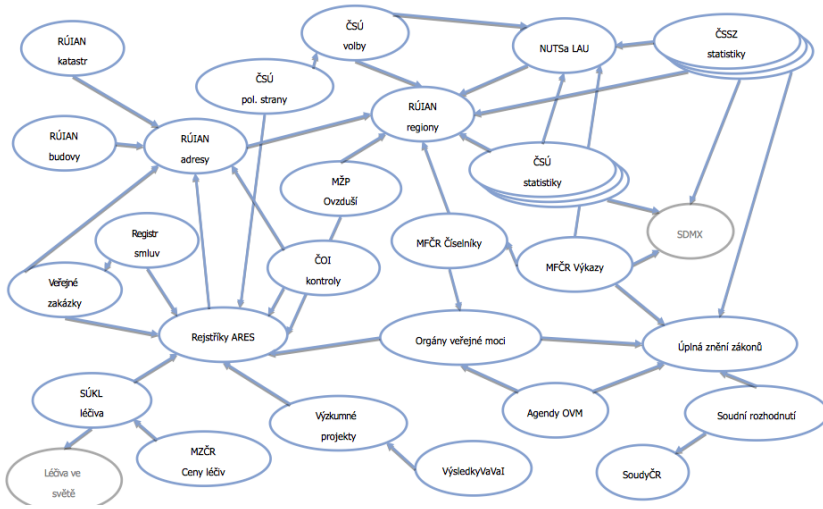 RÚIAN
katastr
ČSÚ
volby
NUTSa LAU
ČSSZ
statistiky
ČSÚ
pol. strany
RÚIAN
regiony
RÚIAN
budovy
RÚIAN
adresy
ČSÚ
statistiky
MŽP
Ovzduší
Registr
smluv
MFČR Číselníky
SDMX
ČOI
kontroly
MFČR Výkazy
Veřejné
zakázky
Rejstříky ARES
Orgány veřejné moci
Úplná znění zákonů
SÚKL
léčiva
Výzkumné
projekty
Agendy OVM
Soudní rozhodnutí
MZČR
Ceny léčiv
VýsledkyVaVaI
SoudyČR
Léčiva ve
světě